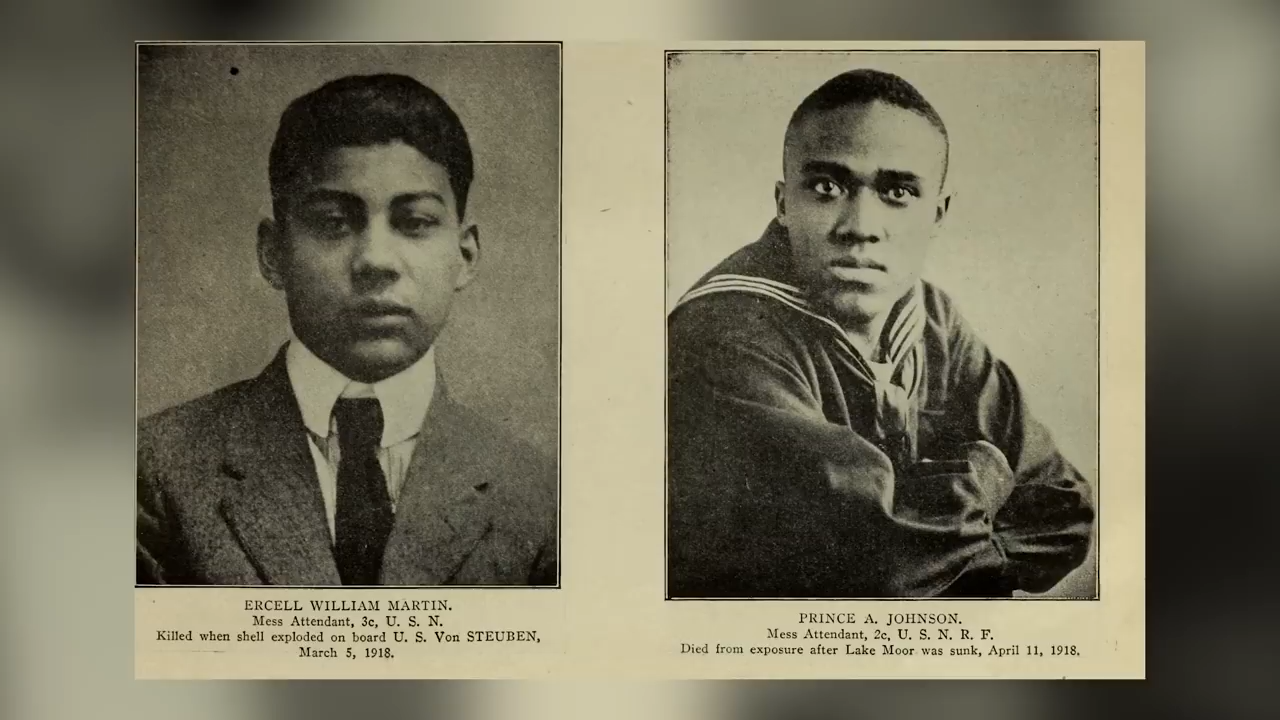 ERCELL WILLIAM MARTIN.
Mess Attendant, 3c, U. S. N.
Killed when shell exploded on board U. S. Von STEUBEN,
March 5, 1918.
PRINCE A. JOHNSON.
Mess Attendant, 2c, U. S. N. R. F.
Died from exposure after Lake Moor was sunk, April 11, 1918.